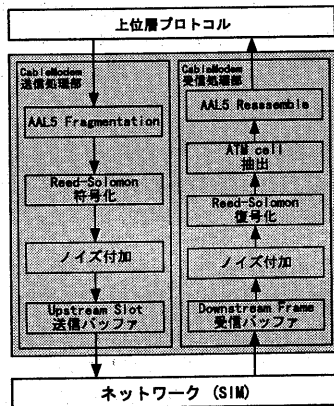 上位層プロトコル
CableModem
送信処理部
AAL5 Fragmentation
Reed-Solomon
符号化
ノイズ付加
Upstream Slot
送信バッファ
CableModem
受信処理部
AAL5 Reassemble
ATM cell
抽出
Reed-Solomon
復号化
ノイズ付加
Downstream Frame
受信バッファ
ネットワーク (SIM)